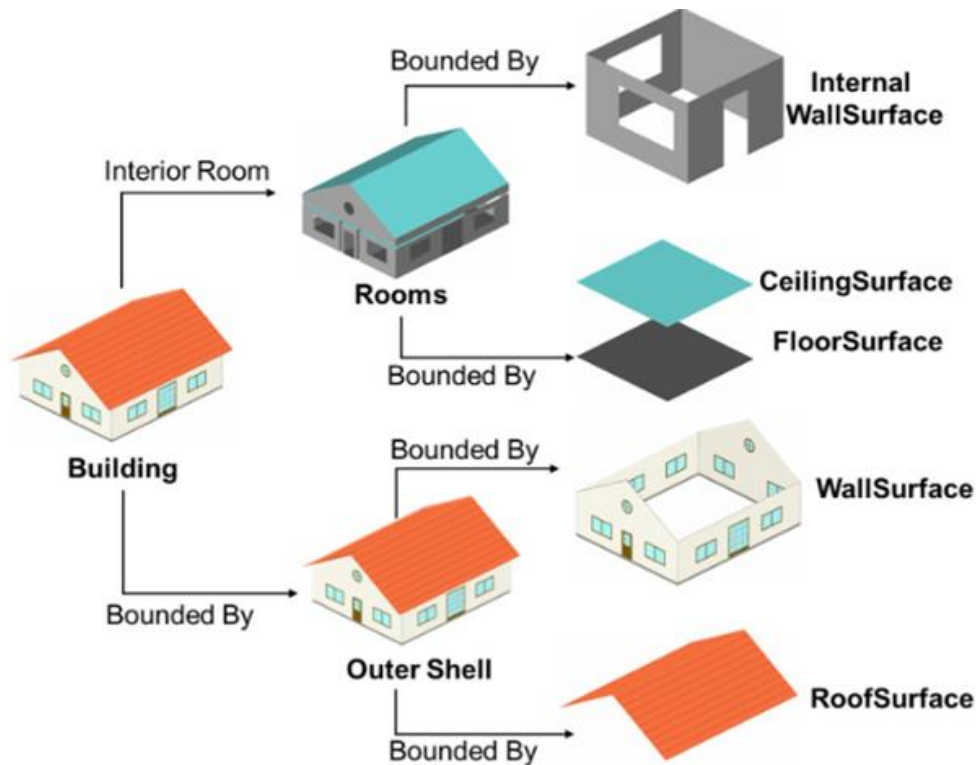 Bounded By
Internal
WallSurface
Interior Room
Rooms
CeilingSurface
FloorSurface
Bounded By
Building
Bounded By
WallSurface
Bounded By
Outer Shell
RoofSurface
Bounded By